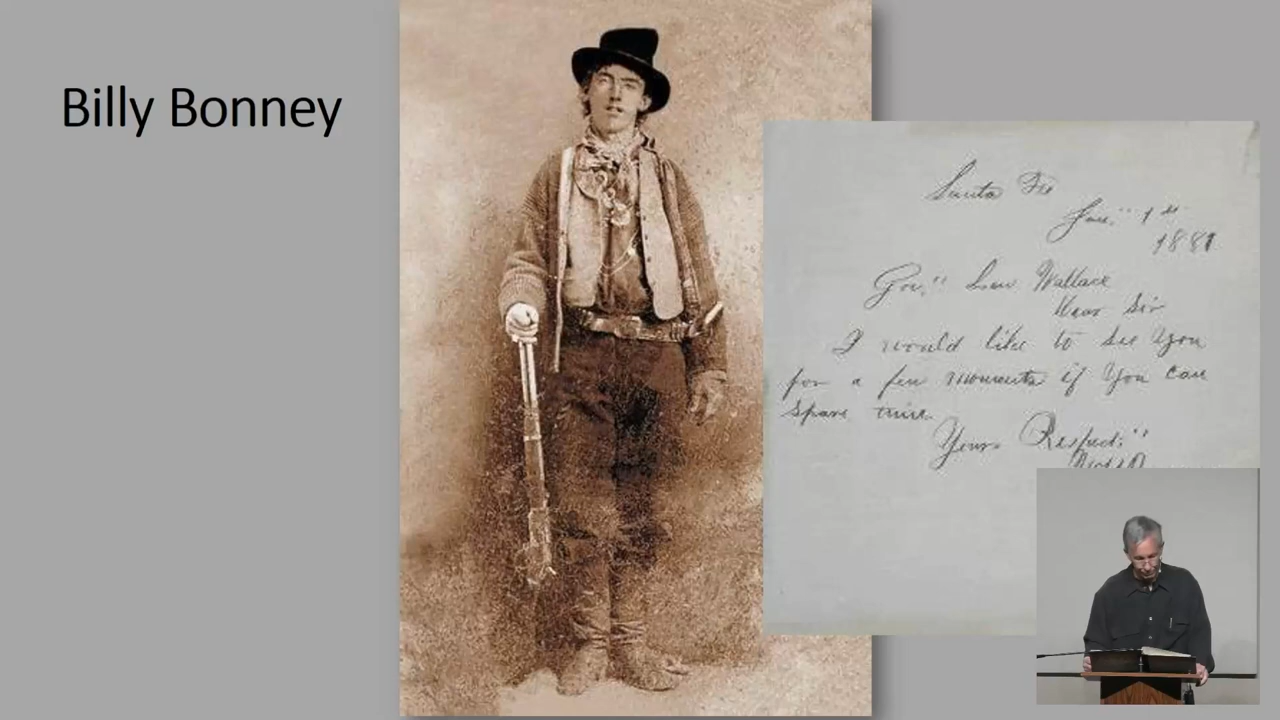 Billy Bonney
Santa Fe
Jan." 1st
1881
Gov." Lew Wallace
Dear Sir
I would like to see you
for a few moments if You can
Spare time.
Yours Respect."